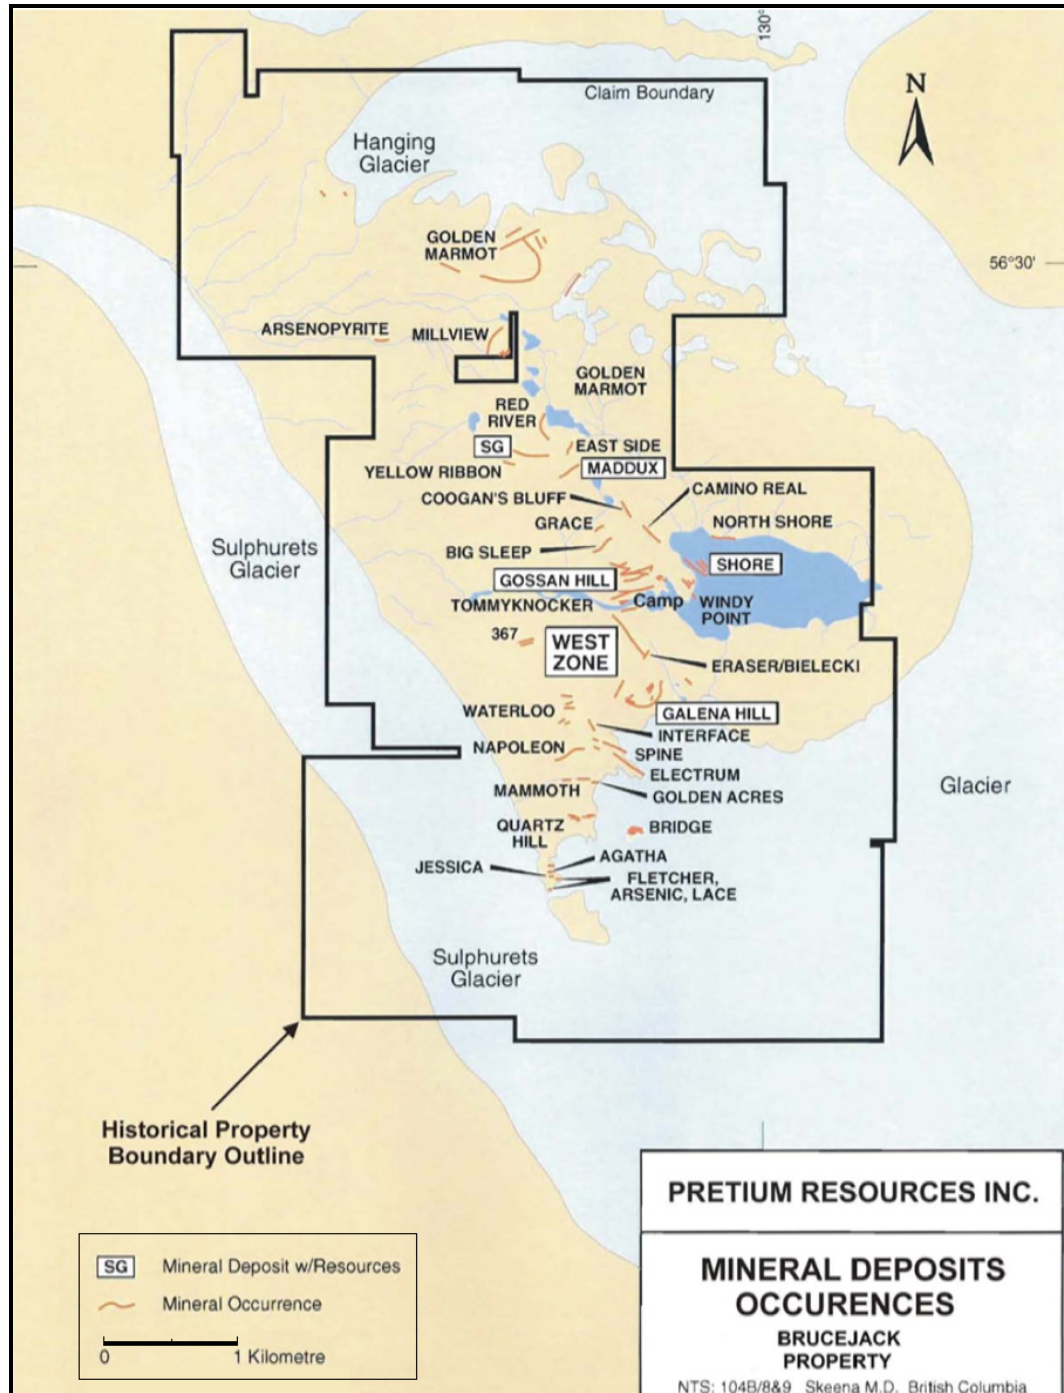 130°
Claim Boundary
N
Hanging
Glacier
GOLDEN
MARMOT
56°30'
ARSENOPYRITE
MILLVIEW
GOLDEN
MARMOT
RED
RIVER
SG
EAST SIDE
YELLOW RIBBON
MADDUX
COOGAN'S BLUFF
CAMINO REAL
GRACE
NORTH SHORE
BIG SLEEP
Sulphurets
Glacier
SHORE
GOSSAN HILL
TOMMYKNOCKER
Camp
WINDY
POINT
367
WEST
ZONE
ERASER/BIELECKI
WATERLOO
GALENA HILL
INTERFACE
NAPOLEON
SPINE
ELECTRUM
MAMMOTH
GOLDEN ACRES
Glacier
QUARTZ
HILL
BRIDGE
AGATHA
JESSICA
FLETCHER,
ARSENIC, LACE
Sulphurets
Glacier
Historical Property
Boundary Outline
SG Mineral Deposit w/Resources
Mineral Occurrence
0 1 Kilometre
PRETIUM RESOURCES INC.
MINERAL DEPOSITS
OCCURENCES
BRUCEJACK
PROPERTY
NTS: 104B/8&9 Skeena M.D. British Columbia